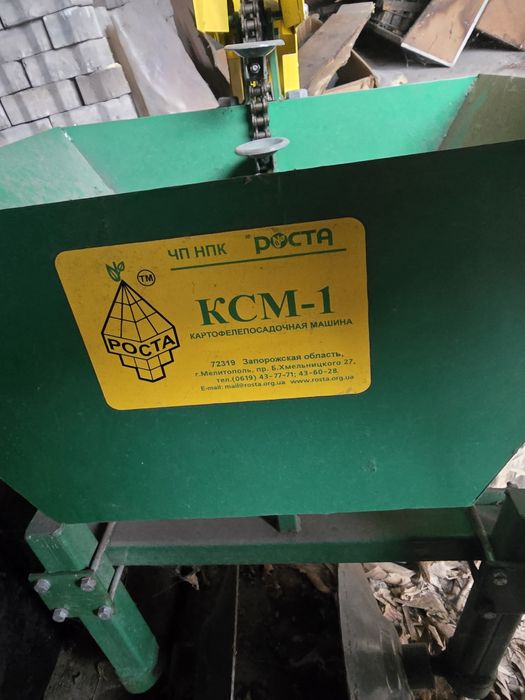 ЧП НПК РОСТА
TM
РОСТА
КСМ-1
КАРТОФЕЛЕПОСАДОЧНАЯ МАШИНА
72319 Запорожская область,
г.Мелитополь, пр. Б.Хмельницкого 27,
тел.(0619) 43-77-71; 43-60-28.
E-mail: mail@rosta.org.ua www.rosta.org.ua